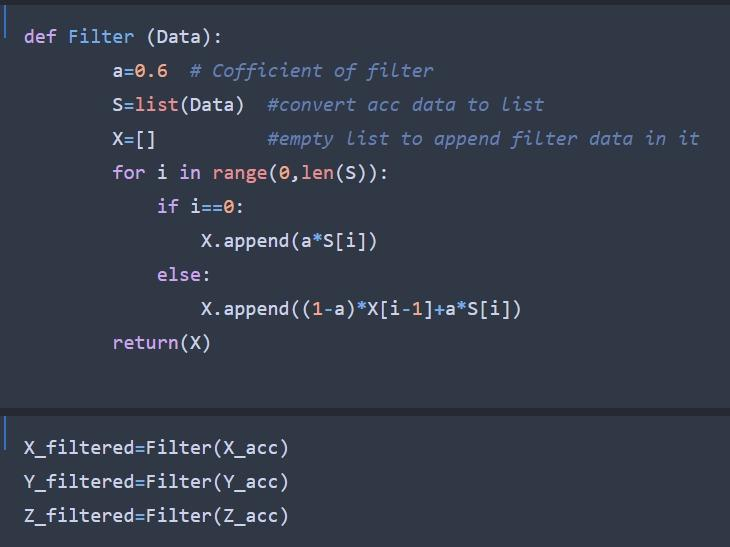 def Filter (Data):
        a=0.6  # Cofficient of filter
        S=list(Data)  #convert acc data to list
        X=[]          #empty list to append filter data in it
        for i in range(0,len(S)):
            if i==0:
                X.append(a*S[i])
            else:
                X.append((1-a)*X[i-1]+a*S[i])
        return(X)
X_filtered=Filter(X_acc)
Y_filtered=Filter(Y_acc)
Z_filtered=Filter(Z_acc)